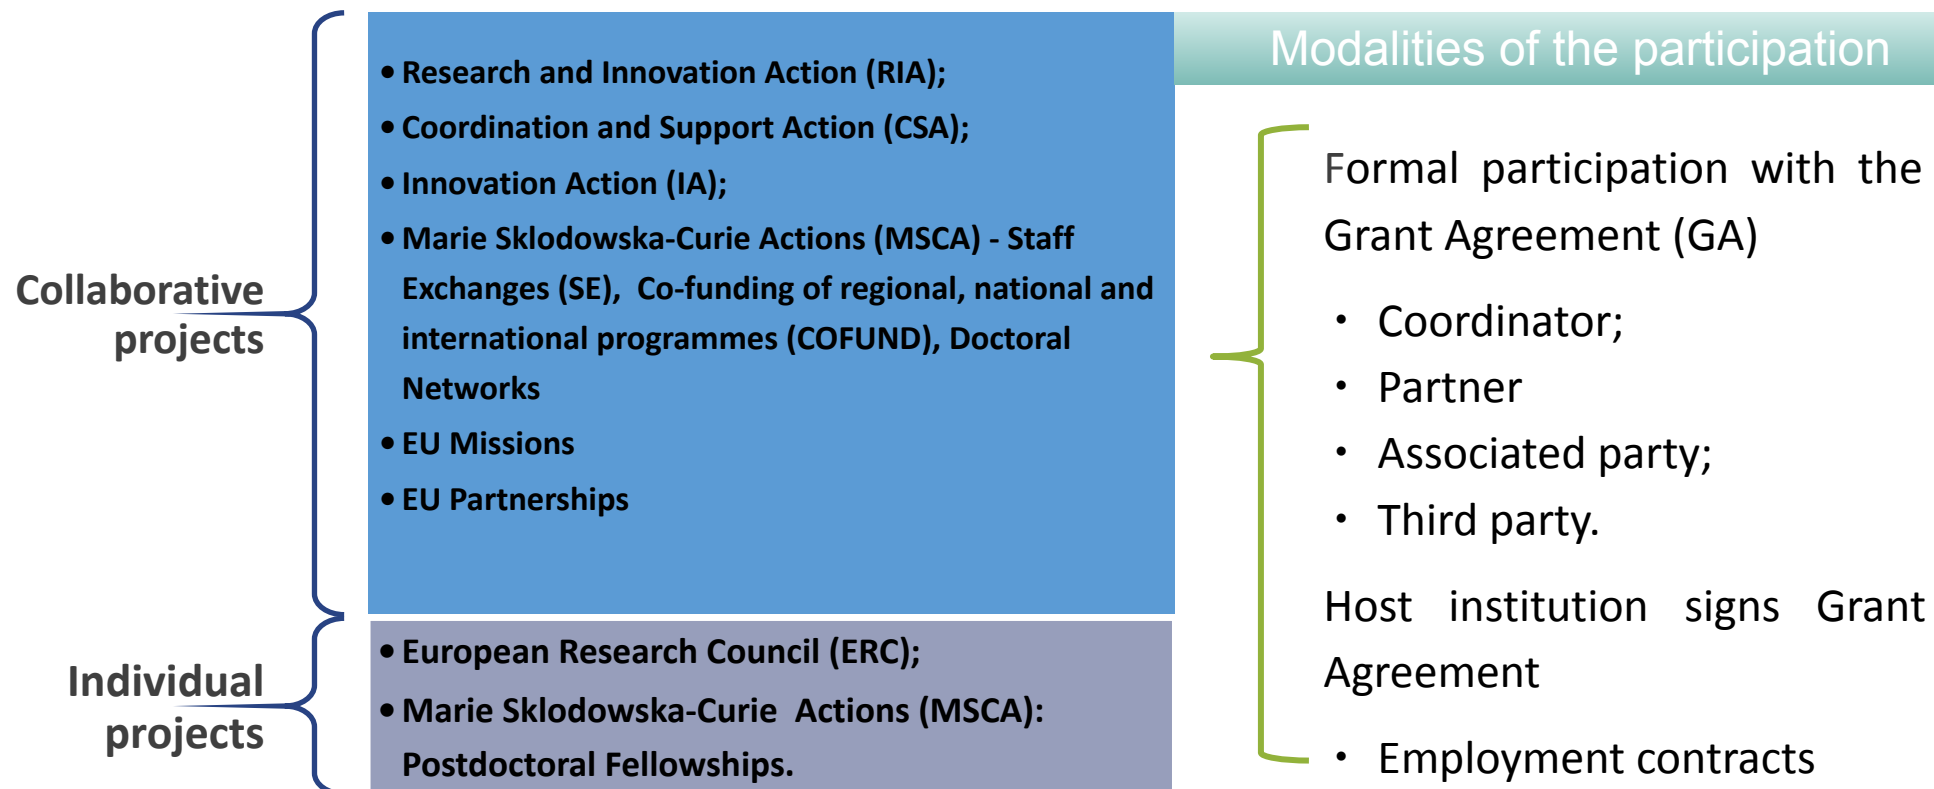 Collaborative
projects
• Research and Innovation Action (RIA);
• Coordination and Support Action (CSA);
• Innovation Action (IA);
• Marie Sklodowska-Curie Actions (MSCA) - Staff
Exchanges (SE), Co-funding of regional, national and
international programmes (COFUND), Doctoral
Networks
• EU Missions
• EU Partnerships
Individual
projects
• European Research Council (ERC);
• Marie Sklodowska-Curie Actions (MSCA):
Postdoctoral Fellowships.
Modalities of the participation
Formal participation with the
Grant Agreement (GA)
• Coordinator;
• Partner
• Associated party;
• Third party.
Host institution signs Grant
Agreement
• Employment contracts